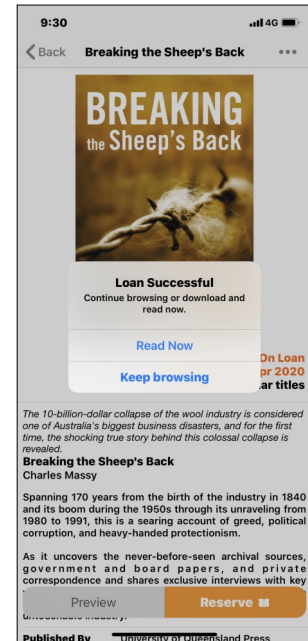 9:30
4G
Back
Breaking the Sheep's Back
BREAKING
the Sheep's Back
Loan Successful
Continue browsing or download and
read now.
Read Now
Keep browsing
On Loan
pr 2020
ar titles
The 10-billion-dollar collapse of the wool industry is considered
one of Australia's biggest business disasters, and for the first
time, the shocking true story behind this colossal collapse is
revealed.
Breaking the Sheep's Back
Charles Massy
Spanning 170 years from the birth of the industry in 1840
and its boom during the 1950s through its unraveling from
1980 to 1991, this is a searing account of greed, political
corruption, and heavy-handed protectionism.
As it uncovers the never-before-seen archival sources,
government and board papers, and private
correspondence and shares exclusive interviews with key
Preview
Reserve
Published By
University of Queensland Press